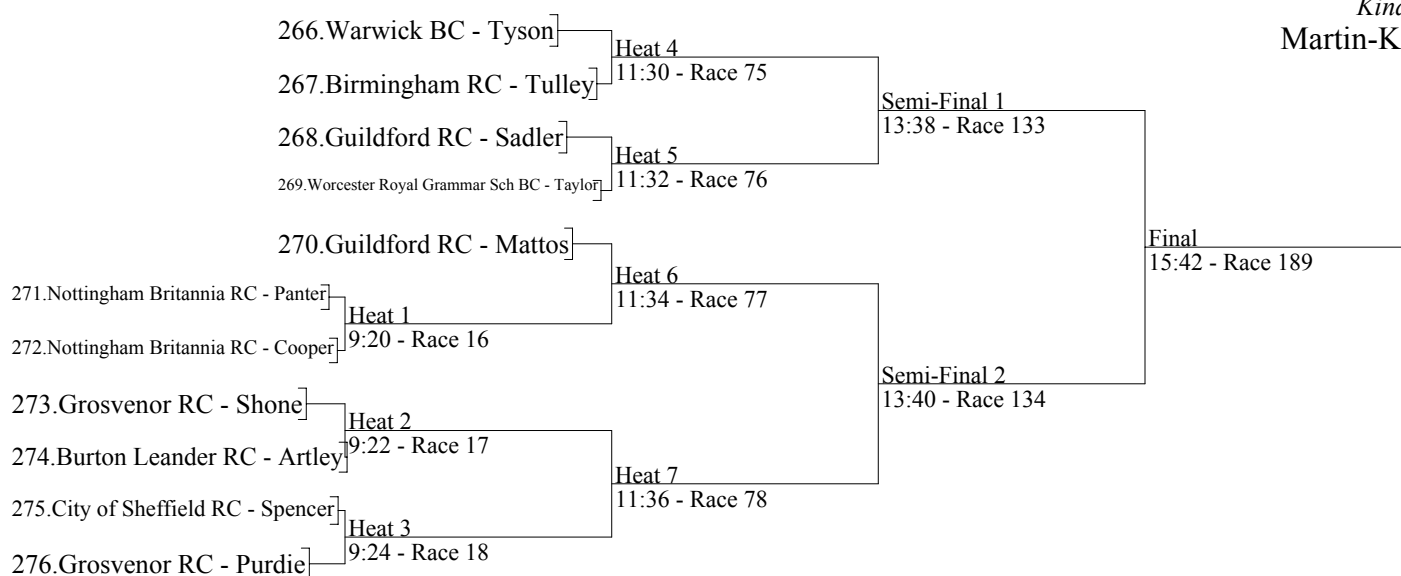 Kind
Martin-K
266.Warwick BC - Tyson
Heat 4
11:30 - Race 75
267.Birmingham RC - Tulley
Semi-Final 1
13:38 - Race 133
268.Guildford RC - Sadler
Heat 5
11:32 - Race 76
269.Worcester Royal Grammar Sch BC - Taylor
270.Guildford RC - Mattos
Final
15:42 - Race 189
Heat 6
11:34 - Race 77
271.Nottingham Britannia RC - Panter
Heat 1
9:20 - Race 16
272.Nottingham Britannia RC - Cooper
Semi-Final 2
13:40 - Race 134
273.Grosvenor RC - Shone
Heat 2
9:22 - Race 17
274.Burton Leander RC - Artley
Heat 7
11:36 - Race 78
275.City of Sheffield RC - Spencer
Heat 3
9:24 - Race 18
276.Grosvenor RC - Purdie